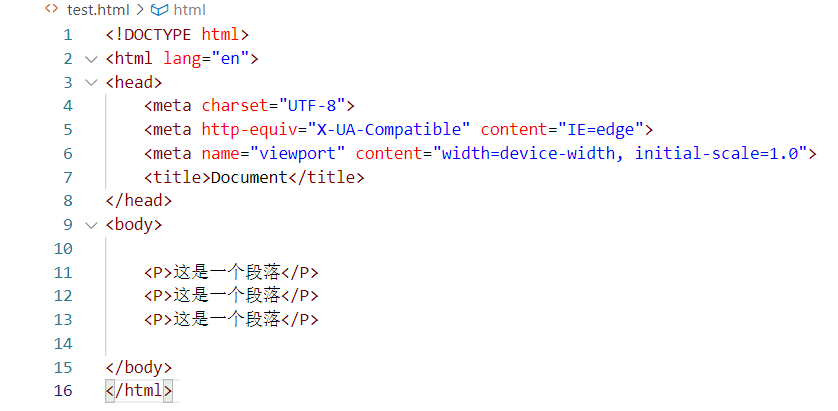 test.html > html
1 <!DOCTYPE html>
2 <html lang="en">
3 <head>
4 <meta charset="UTF-8">
5 <meta http-equiv="X-UA-Compatible" content="IE=edge">
6 <meta name="viewport" content="width=device-width, initial-scale=1.0">
7 <title>Document</title>
8 </head>
9 <body>
10
11 <P>这是一个段落</P>
12 <P>这是一个段落</P>
13 <P>这是一个段落</P>
14
15 </body>
16 </html>